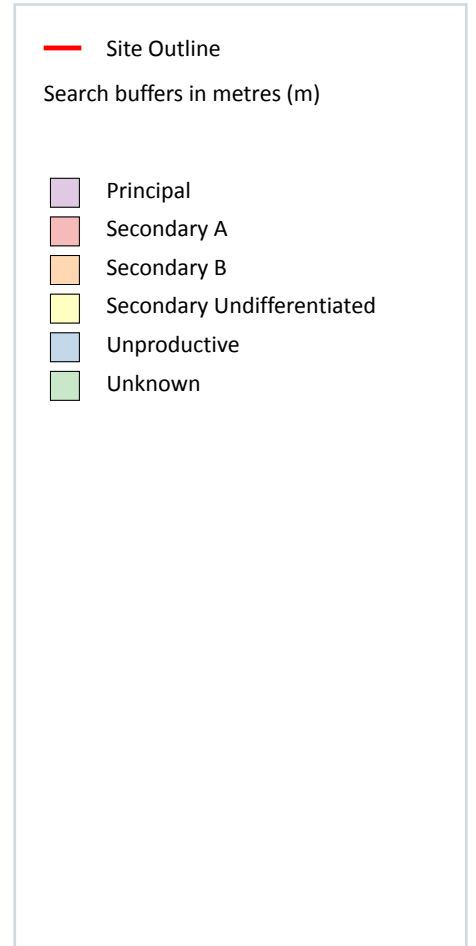 Site Outline
Search buffers in metres (m)
Principal
Secondary A
Secondary B
Secondary Undifferentiated
Unproductive
Unknown